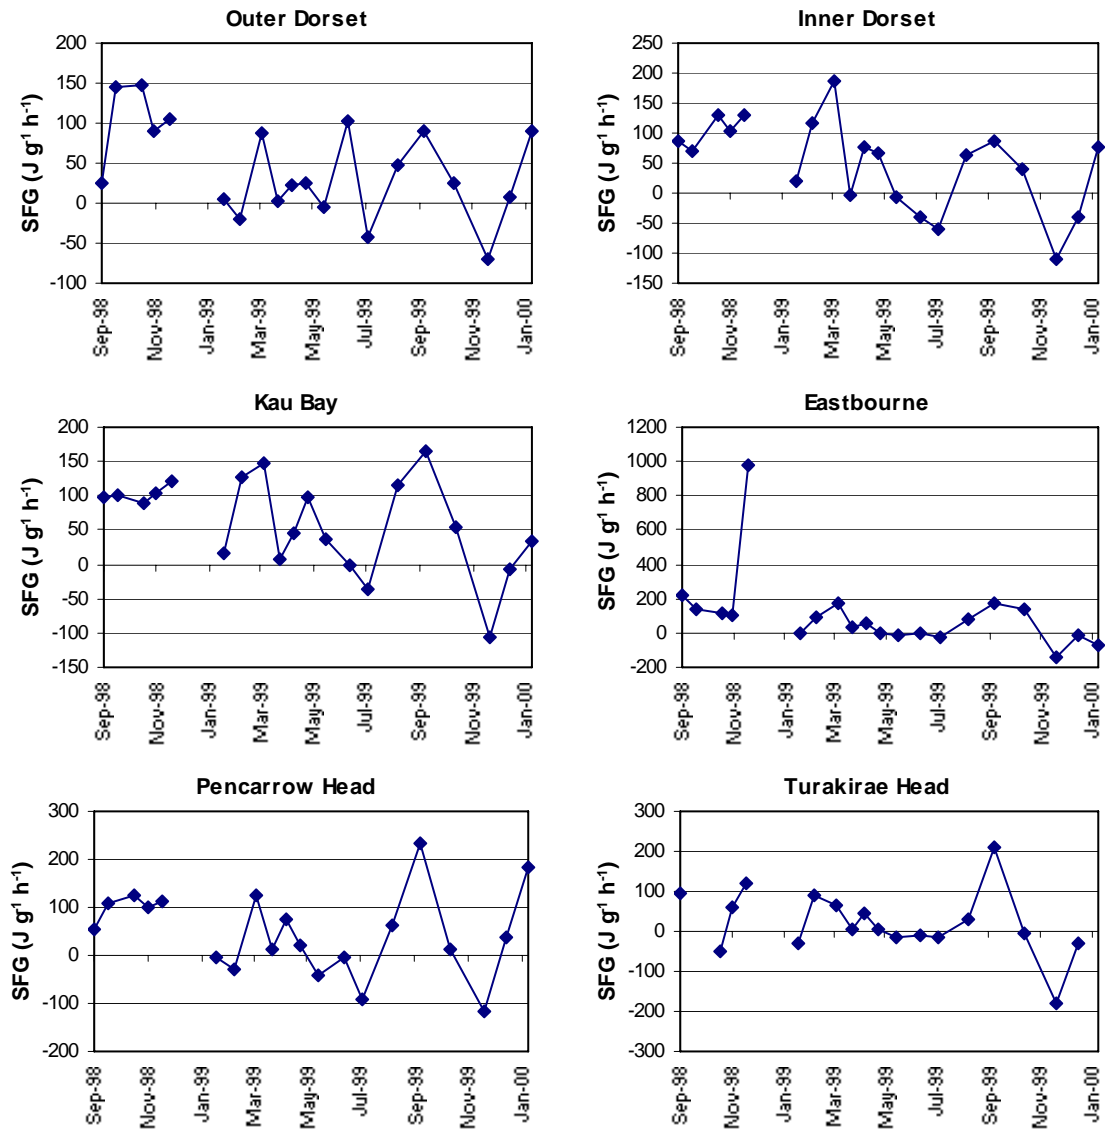 Outer Dorset
SFG (J g⁻¹ h⁻¹)
200
150
100
50
0
-50
-100
Sep-98
Nov-98
Jan-99
Mar-99
May-99
Jul-99
Sep-99
Nov-99
Jan-00
Inner Dorset
SFG (J g⁻¹ h⁻¹)
250
200
150
100
50
0
-50
-100
-150
Sep-98
Nov-98
Jan-99
Mar-99
May-99
Jul-99
Sep-99
Nov-99
Jan-00
Kau Bay
SFG (J g⁻¹ h⁻¹)
200
150
100
50
0
-50
-100
-150
Sep-98
Nov-98
Jan-99
Mar-99
May-99
Jul-99
Sep-99
Nov-99
Jan-00
Eastbourne
SFG (J g⁻¹ h⁻¹)
1200
1000
800
600
400
200
0
-200
Sep-98
Nov-98
Jan-99
Mar-99
May-99
Jul-99
Sep-99
Nov-99
Jan-00
Pencarrow Head
SFG (J g⁻¹ h⁻¹)
300
200
100
0
-100
-200
Sep-98
Nov-98
Jan-99
Mar-99
May-99
Jul-99
Sep-99
Nov-99
Jan-00
Turakirae Head
SFG (J g⁻¹ h⁻¹)
300
200
100
0
-100
-200
-300
Sep-98
Nov-98
Jan-99
Mar-99
May-99
Jul-99
Sep-99
Nov-99
Jan-00